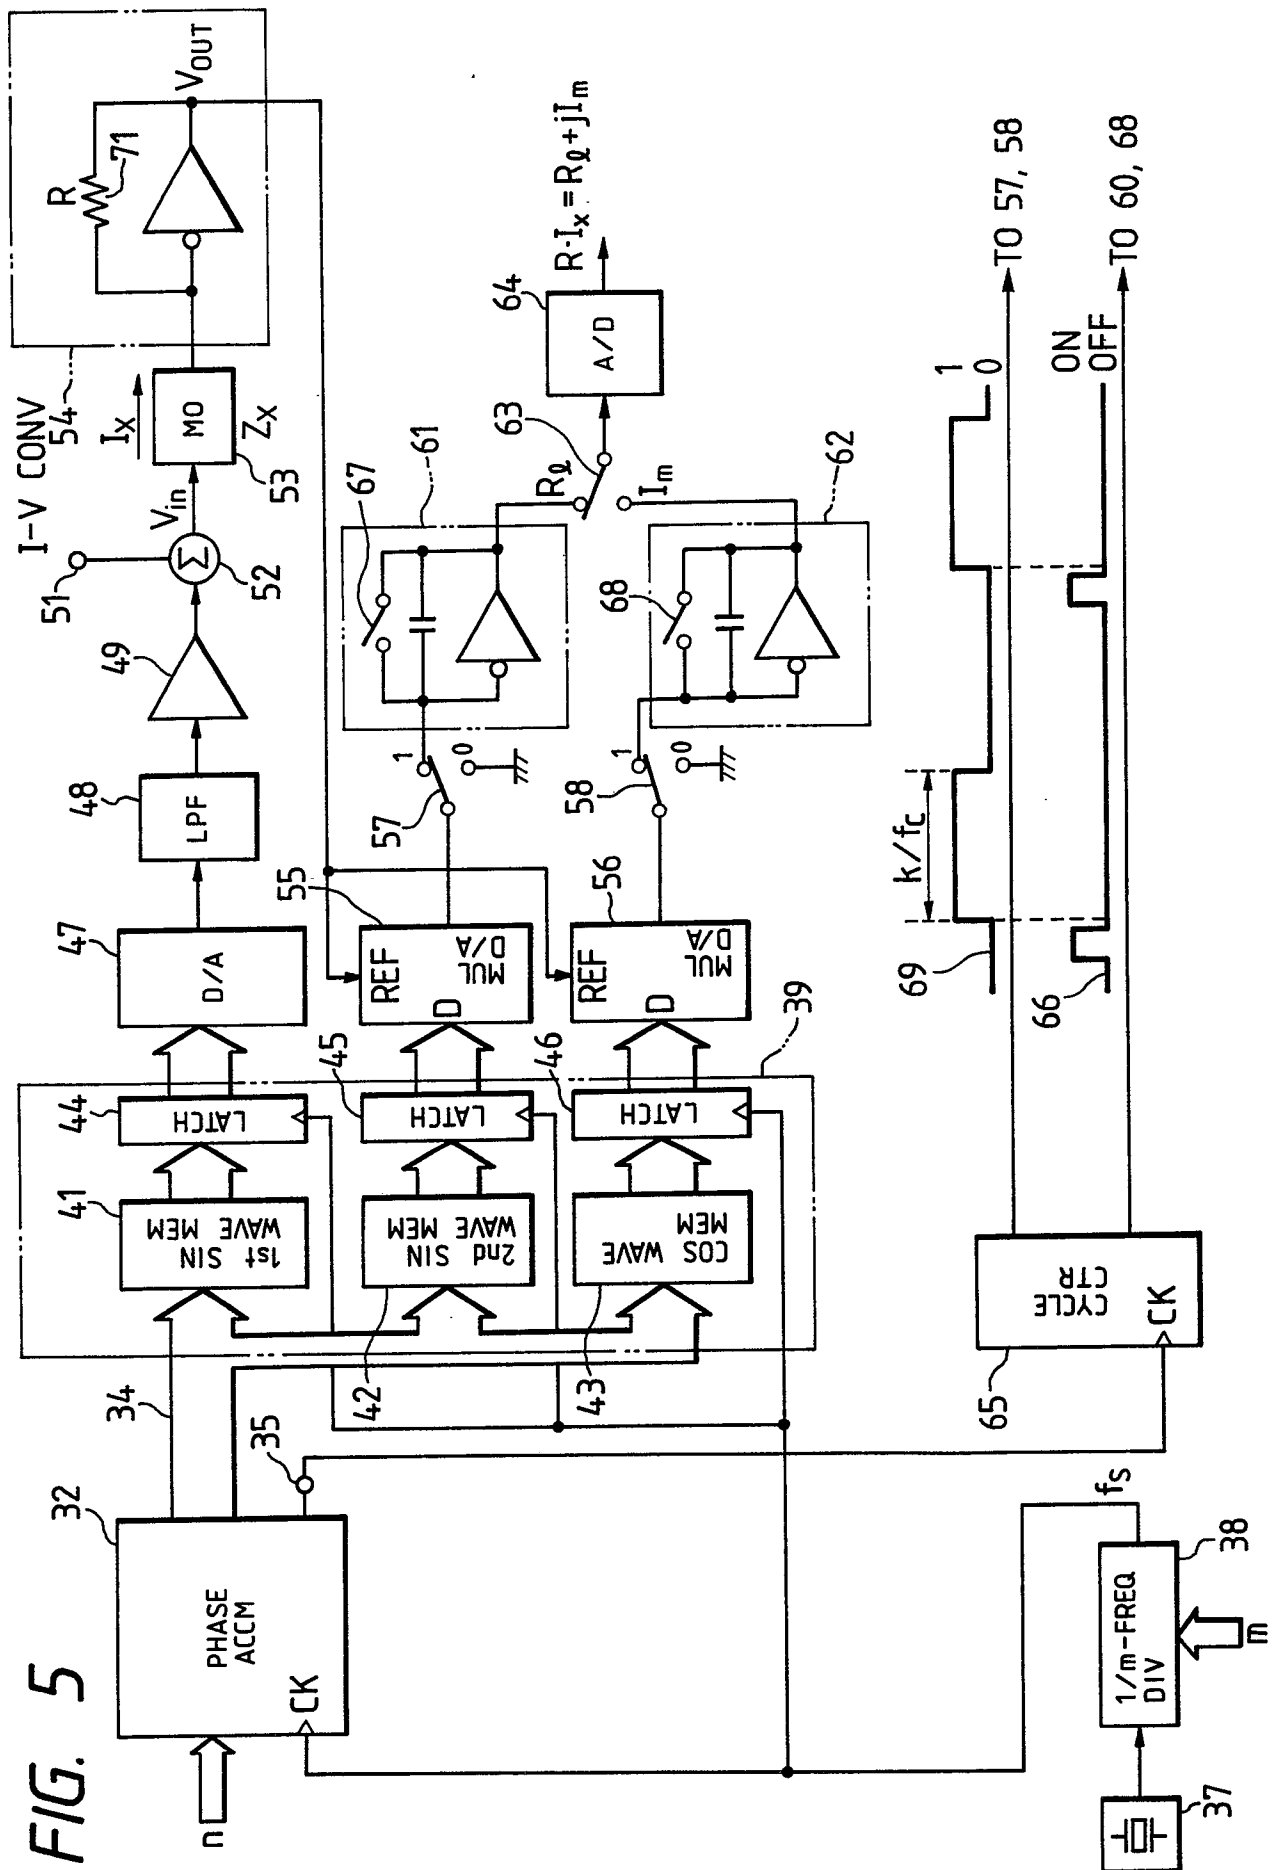 FIG. 5
n
32
PHASE
ACCM
CK
34
35
37
1/m-FREQ
DIV
38
m
fS
39
41
1st SIN
WAVE
MEM
42
2nd SIN
WAVE MEM
43
COS WAVE
MEM
44
LATCH
45
LATCH
46
LATCH
47
D/A
48
LPF
49
51
52
Σ
Vin
MO
53
ZX
IX
I-V CONV
54
R
71
VOUT
55
REF
D
MUL
D/A
56
REF
D
MUL
D/A
57
1
0
58
1
0
61
67
62
68
Rℓ
Im
63
64
A/D
R·IX = Rℓ + jIm
65
CYCLE
CTR
CK
69
k/fC
1
0
TO 57, 58
66
ON
OFF
TO 60, 68